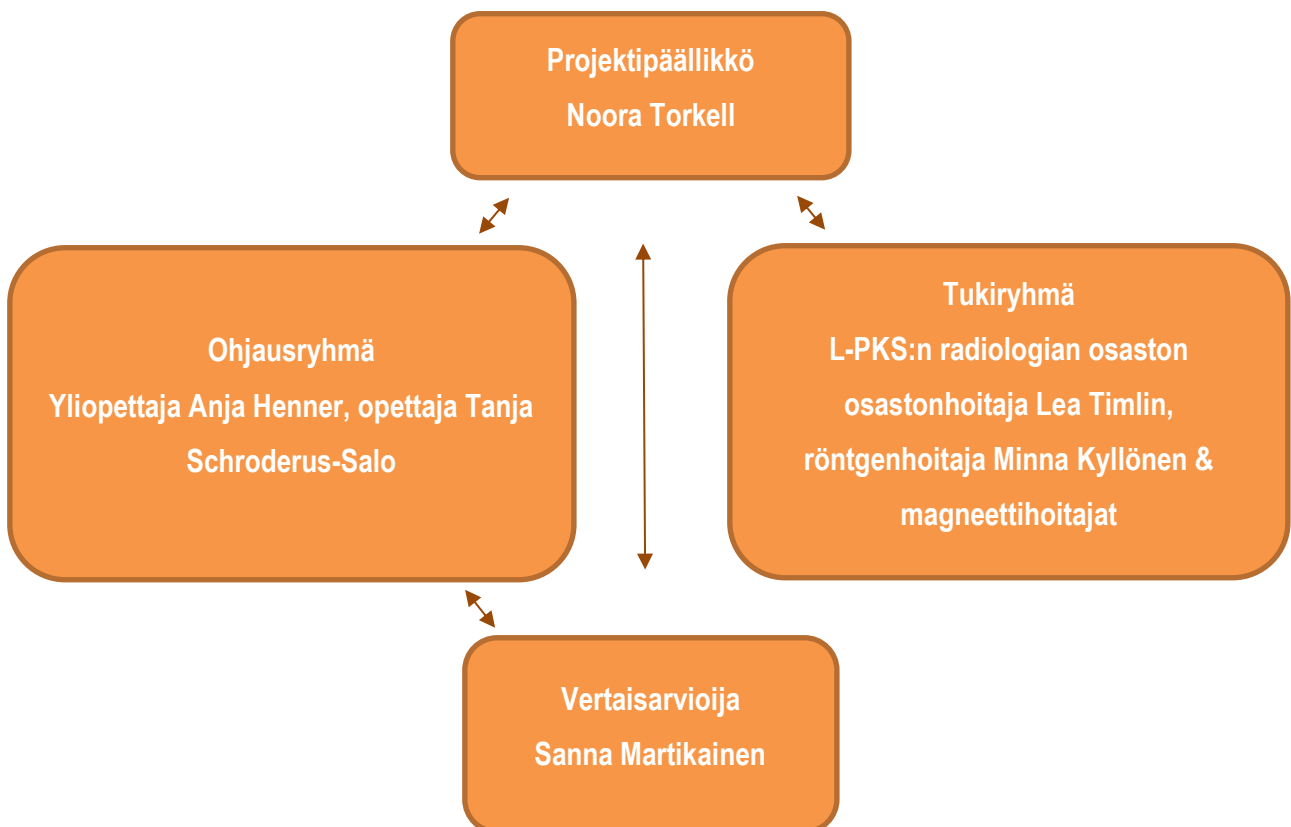 Projektipäällikkö
Noora Torkell
Ohjausryhmä
Yliopettaja Anja Henner, opettaja Tanja
Schroderus-Salo
Tukiryhmä
L-PKS:n radiologian osaston
osastonhoitaja Lea Timlin,
röntgenhoitaja Minna Kyllönen &
magneettihoitajat
Vertaisarvioija
Sanna Martikainen